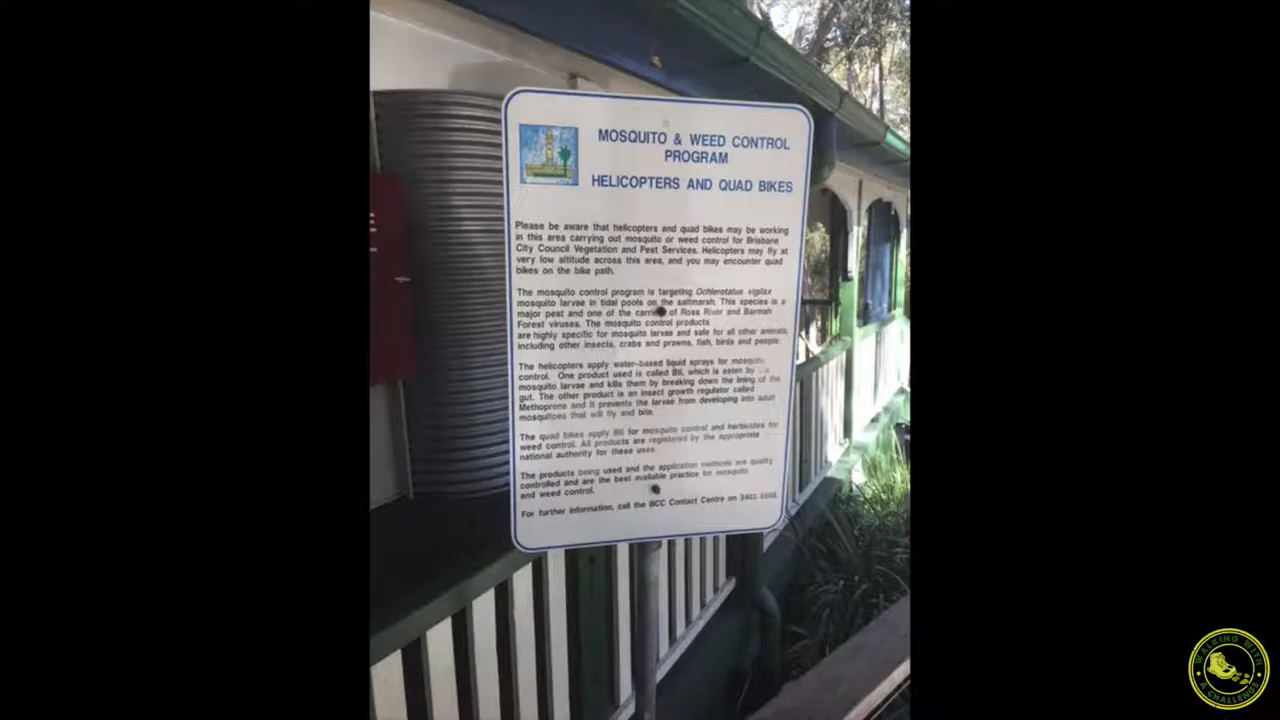 MOSQUITO & WEED CONTROL
PROGRAM
HELICOPTERS AND QUAD BIKES
Please be aware that helicopters and quad bikes may be working
in this area carrying out mosquito or weed control for Brisbane
City Council Vegetation and Pest Services. Helicopters may fly at
very low altitude across this area, and you may encounter quad
bikes on the bike path.
The mosquito control program is targeting Ochlerotatus vigilax
mosquito larvae in tidal pools on the saltmarsh. This species is a
major pest and one of the of Ross River and Barmah
Forest viruses. The mosquito control products
are highly specific for mosquito larvae and safe for all other animals,
including other insects, crabs and prawns, fish, birds and people.
The helicopters apply water-based liquid sprays for mosquito
control. One product used is called Bti, which is eaten by
mosquito larvae and kills them by breaking down the lining of the
gut. The other product is an insect growth regulator called
Methoprene and it prevents the larvae from developing into adult
mosquitoes that will fly and bite.
The quad bikes apply Bti for mosquito control and herbicides for
weed control. All products are registered by the appropriate
national authority for these uses.
The products being used and the application methods are quality
controlled and are the best available practice for mosquito
and weed control.
For further information, call the BCC Contact Centre on
WALKING WITH
A CHALLENGE